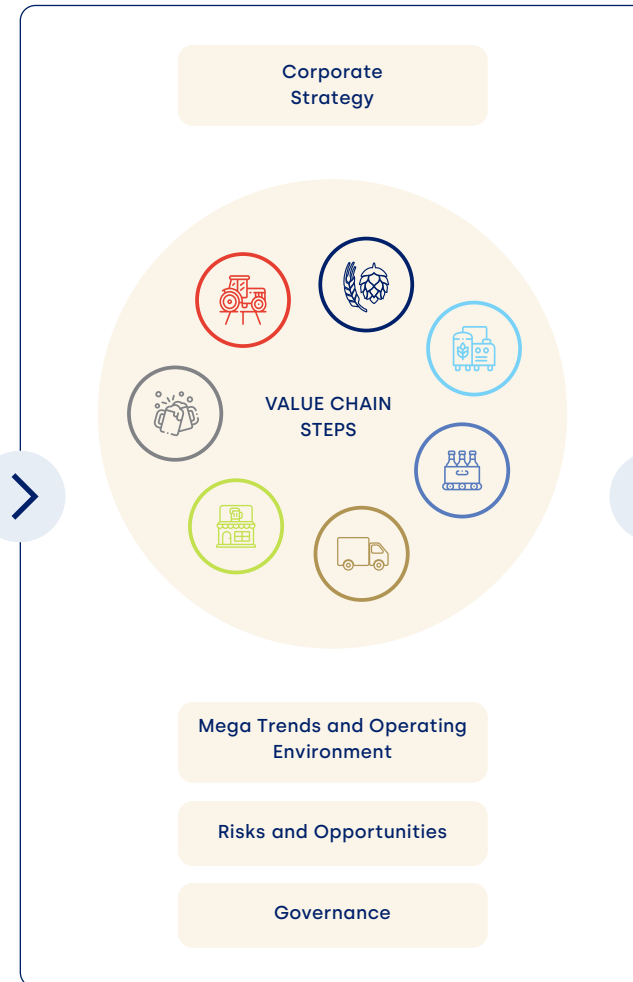 Corporate
Strategy
VALUE CHAIN
STEPS
Mega Trends and Operating
Environment
Risks and Opportunities
Governance